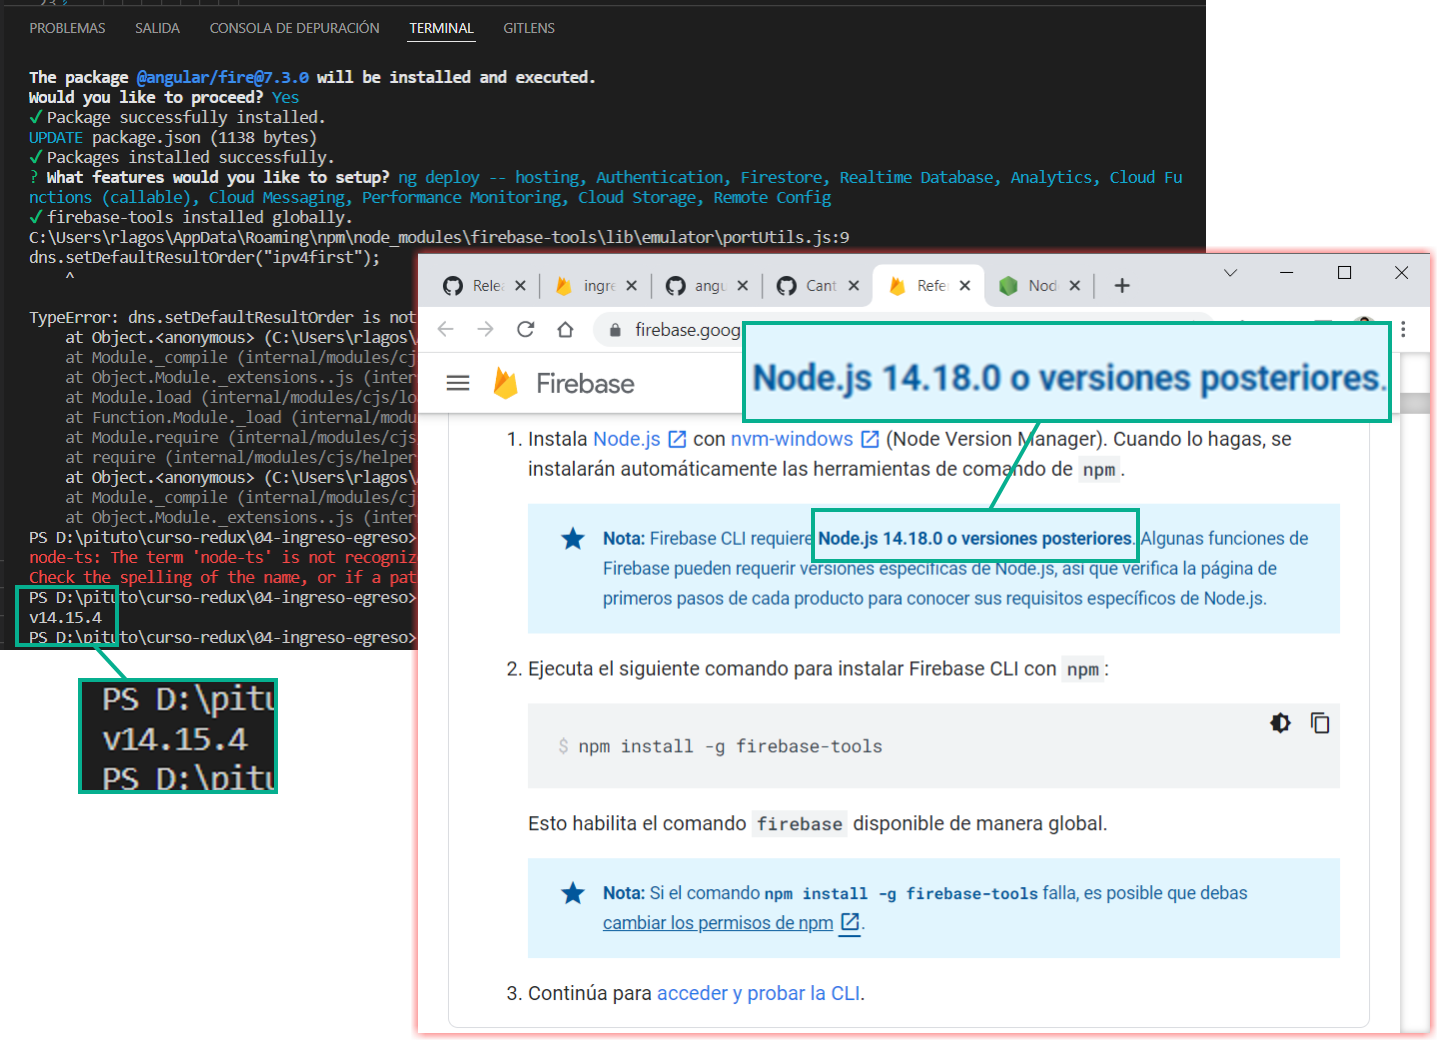 PROBLEMAS SALIDA CONSOLA DE DEPURACIÓN TERMINAL GITLENS
The package @angular/fire@7.3.0 will be installed and executed.
Would you like to proceed? Yes
✓ Package successfully installed.
UPDATE package.json (1138 bytes)
✓ Packages installed successfully.
? What features would you like to setup? ng deploy -- hosting, Authentication, Firestore, Realtime Database, Analytics, Cloud Fu
nctions (callable), Cloud Messaging, Performance Monitoring, Cloud Storage, Remote Config
✓ firebase-tools installed globally.
C:\Users\rlagos\AppData\Roaming\npm\node_modules\firebase-tools\lib\emulator\portUtils.js:9
dns.setDefaultResultOrder("ipv4first");
^
TypeError: dns.setDefaultResultOrder is not
at Object.<anonymous> (C:\Users\rlagos\
at Module._compile (internal/modules/cj
at Object.Module._extensions..js (inter
at Module.load (internal/modules/cjs/lo
at Function.Module._load (internal/modu
at Module.require (internal/modules/cjs
at require (internal/modules/cjs/helper
at Object.<anonymous> (C:\Users\rlagos\
at Module._compile (internal/modules/cj
at Object.Module._extensions..js (inter
PS D:\pituto\curso-redux\04-ingreso-egreso>
node-ts: The term 'node-ts' is not recogniz
Check the spelling of the name, or if a pat
PS D:\pituto\curso-redux\04-ingreso-egreso>
v14.15.4
PS D:\pituto\curso-redux\04-ingreso-egreso>
PS D:\pitu
v14.15.4
PS D:\pitu
Rele ingre angu Cant Refe Nod
firebase.goog
Firebase
Node.js 14.18.0 o versiones posteriores.
1. Instala Node.js con nvm-windows (Node Version Manager). Cuando lo hagas, se
instalarán automáticamente las herramientas de comando de npm.
Nota: Firebase CLI requiere Node.js 14.18.0 o versiones posteriores. Algunas funciones de
Firebase pueden requerir versiones específicas de Node.js, así que verifica la página de
primeros pasos de cada producto para conocer sus requisitos específicos de Node.js.
2. Ejecuta el siguiente comando para instalar Firebase CLI con npm:
$ npm install -g firebase-tools
Esto habilita el comando firebase disponible de manera global.
Nota: Si el comando npm install -g firebase-tools falla, es posible que debas
cambiar los permisos de npm.
3. Continúa para acceder y probar la CLI.